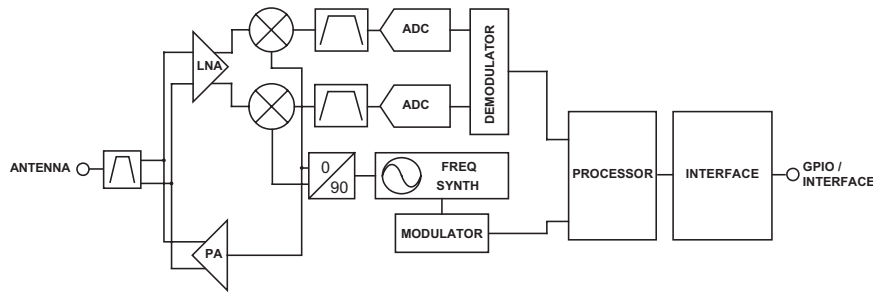 LNA
ADC
ADC
DEMODULATOR
ANTENNA
0
90
FREQ
SYNTH
MODULATOR
PA
PROCESSOR
INTERFACE
GPIO /
INTERFACE